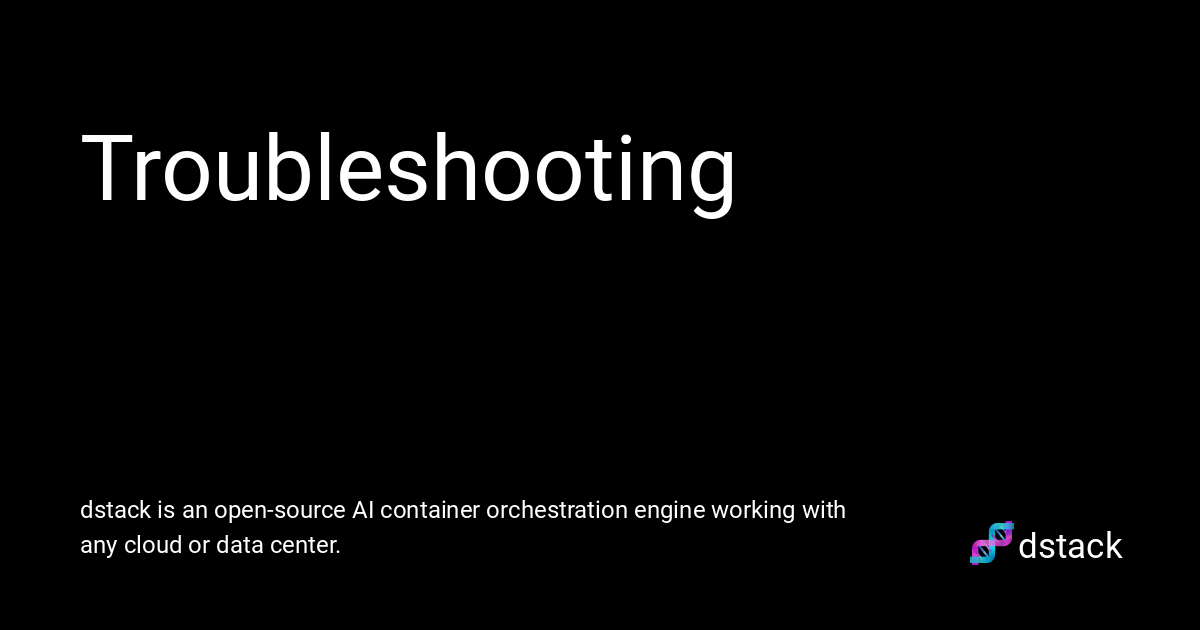 Troubleshooting
dstack is an open-source AI container orchestration engine working with
any cloud or data center.
dstack